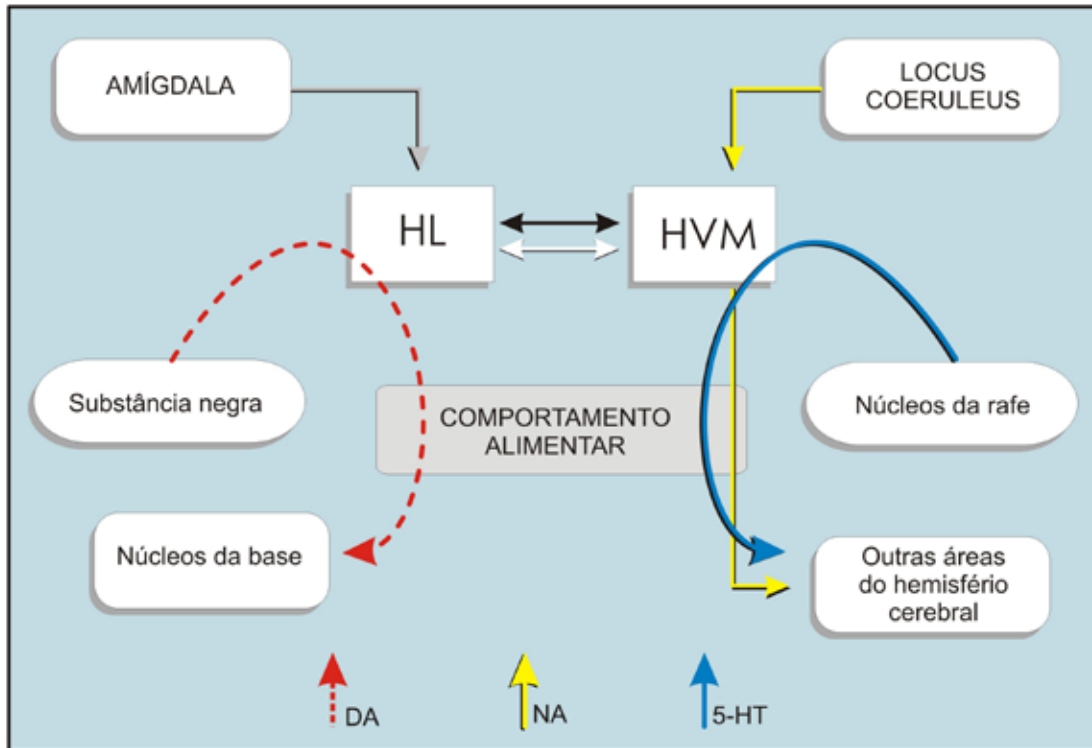 AMÍGDALA
LOCUS
COERULEUS
HL
HVM
Substância negra
COMPORTAMENTO
ALIMENTAR
Núcleos da rafe
Núcleos da base
Outras áreas
do hemisfério
cerebral
DA
NA
5-HT